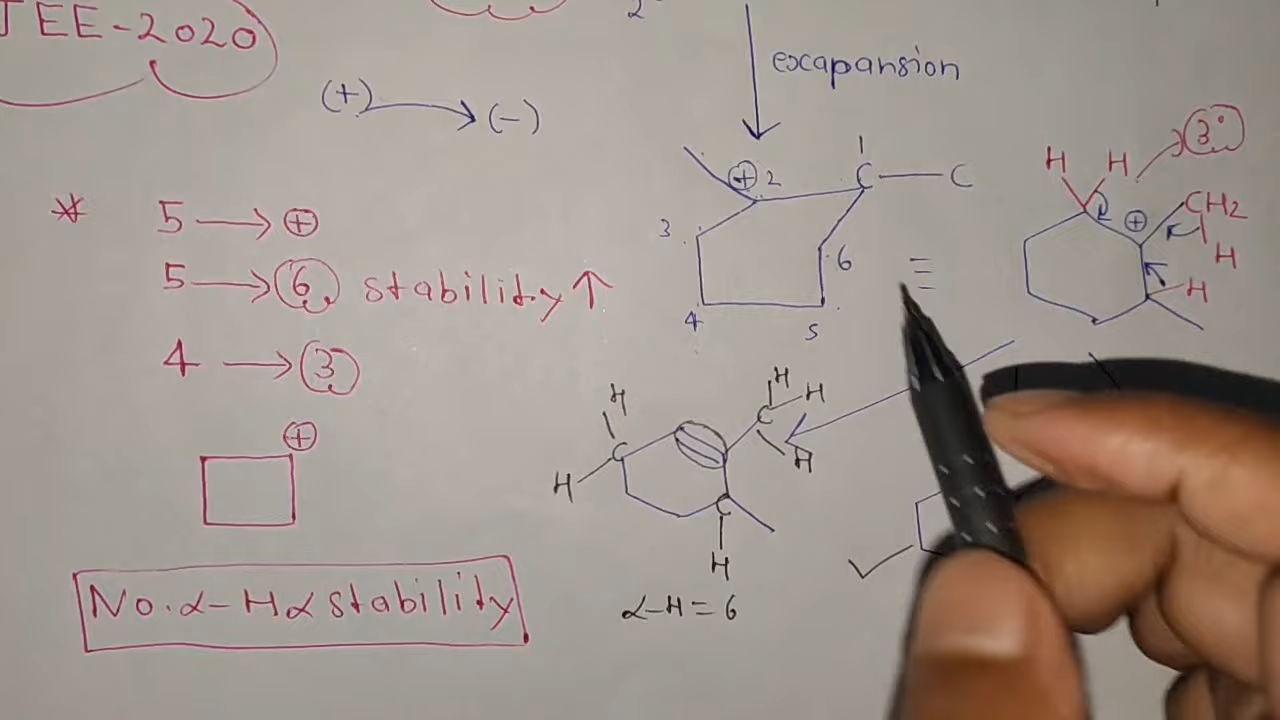 JEE-2020
2
excapansion
(+) → (-)
3°
H H
⊕ 2 C — C
CH2
⊕
H
H
3
6
≡
4 5
* 5 → ⊕
5 → 6 stability ↑
4 → 3
⊕
H H
C H
H
H C
C
H
α-H = 6
No. α-H α stability